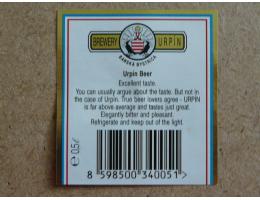 BREWERY URPIN
BANSKÁ BYSTRICA
Urpin Beer
Excellent taste.
You can usually argue about the taste. But not in
the case of Urpin. True beer lovers agree - URPIN
is far above average and tastes just great.
Elegantly bitter and pleasant.
Refrigerate and keep out of the light.
e 0,5ℓ
8 598500 340051 >